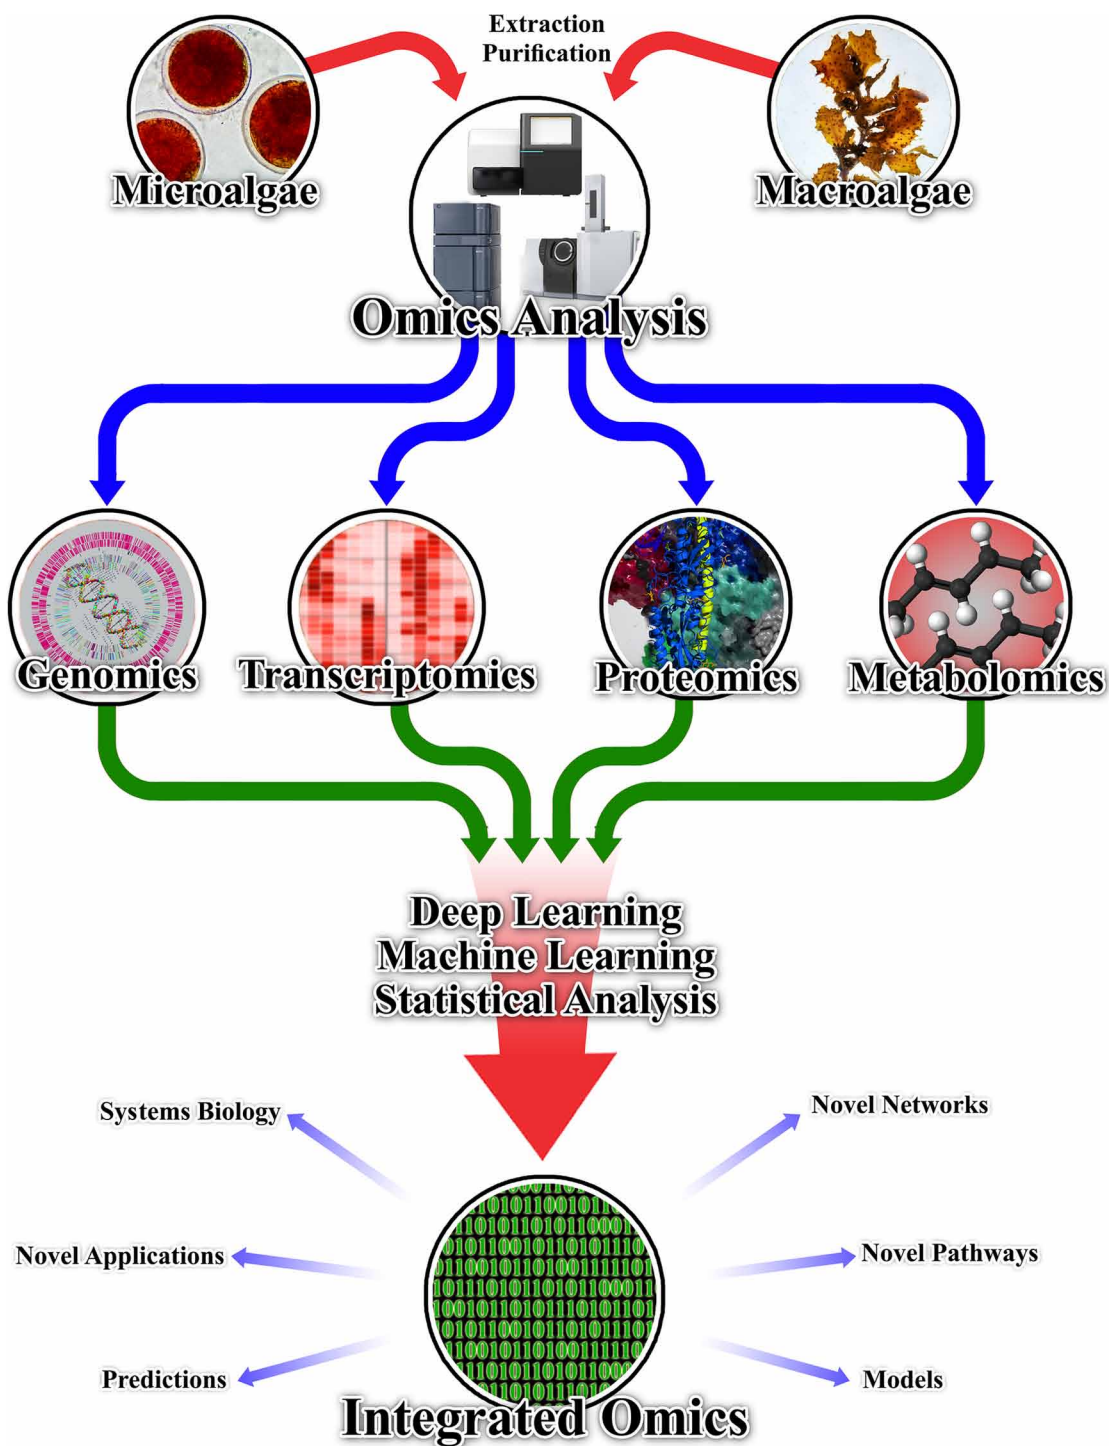 Extraction
Purification
Microalgae
Macroalgae
Omics Analysis
Genomics
Transcriptomics
Proteomics
Metabolomics
Deep Learning
Machine Learning
Statistical Analysis
Systems Biology
Novel Networks
Novel Applications
Novel Pathways
Predictions
Models
Integrated Omics